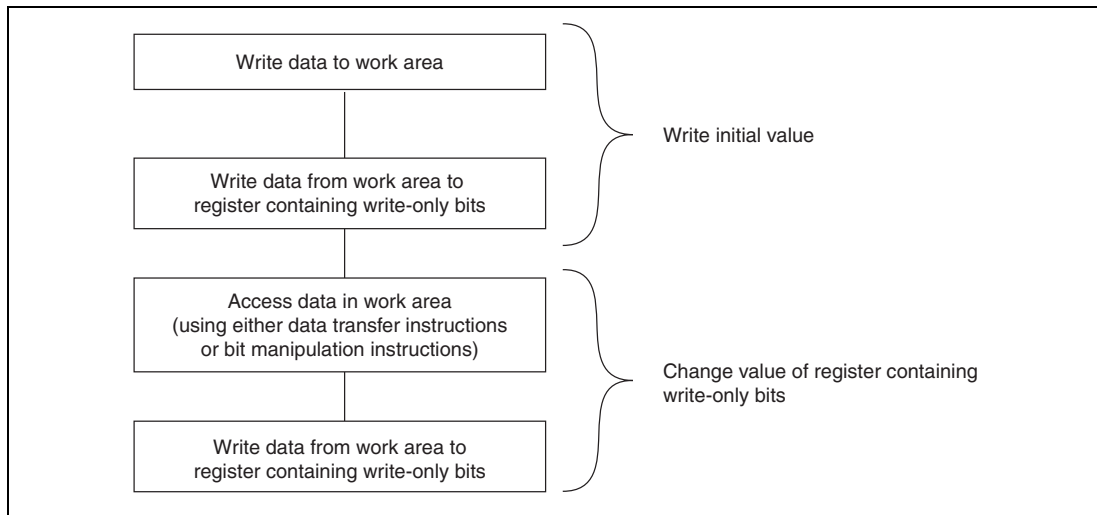 Write data to work area
Write initial value
Write data from work area to
register containing write-only bits
Access data in work area
(using either data transfer instructions
or bit manipulation instructions)
Change value of register containing
write-only bits
Write data from work area to
register containing write-only bits